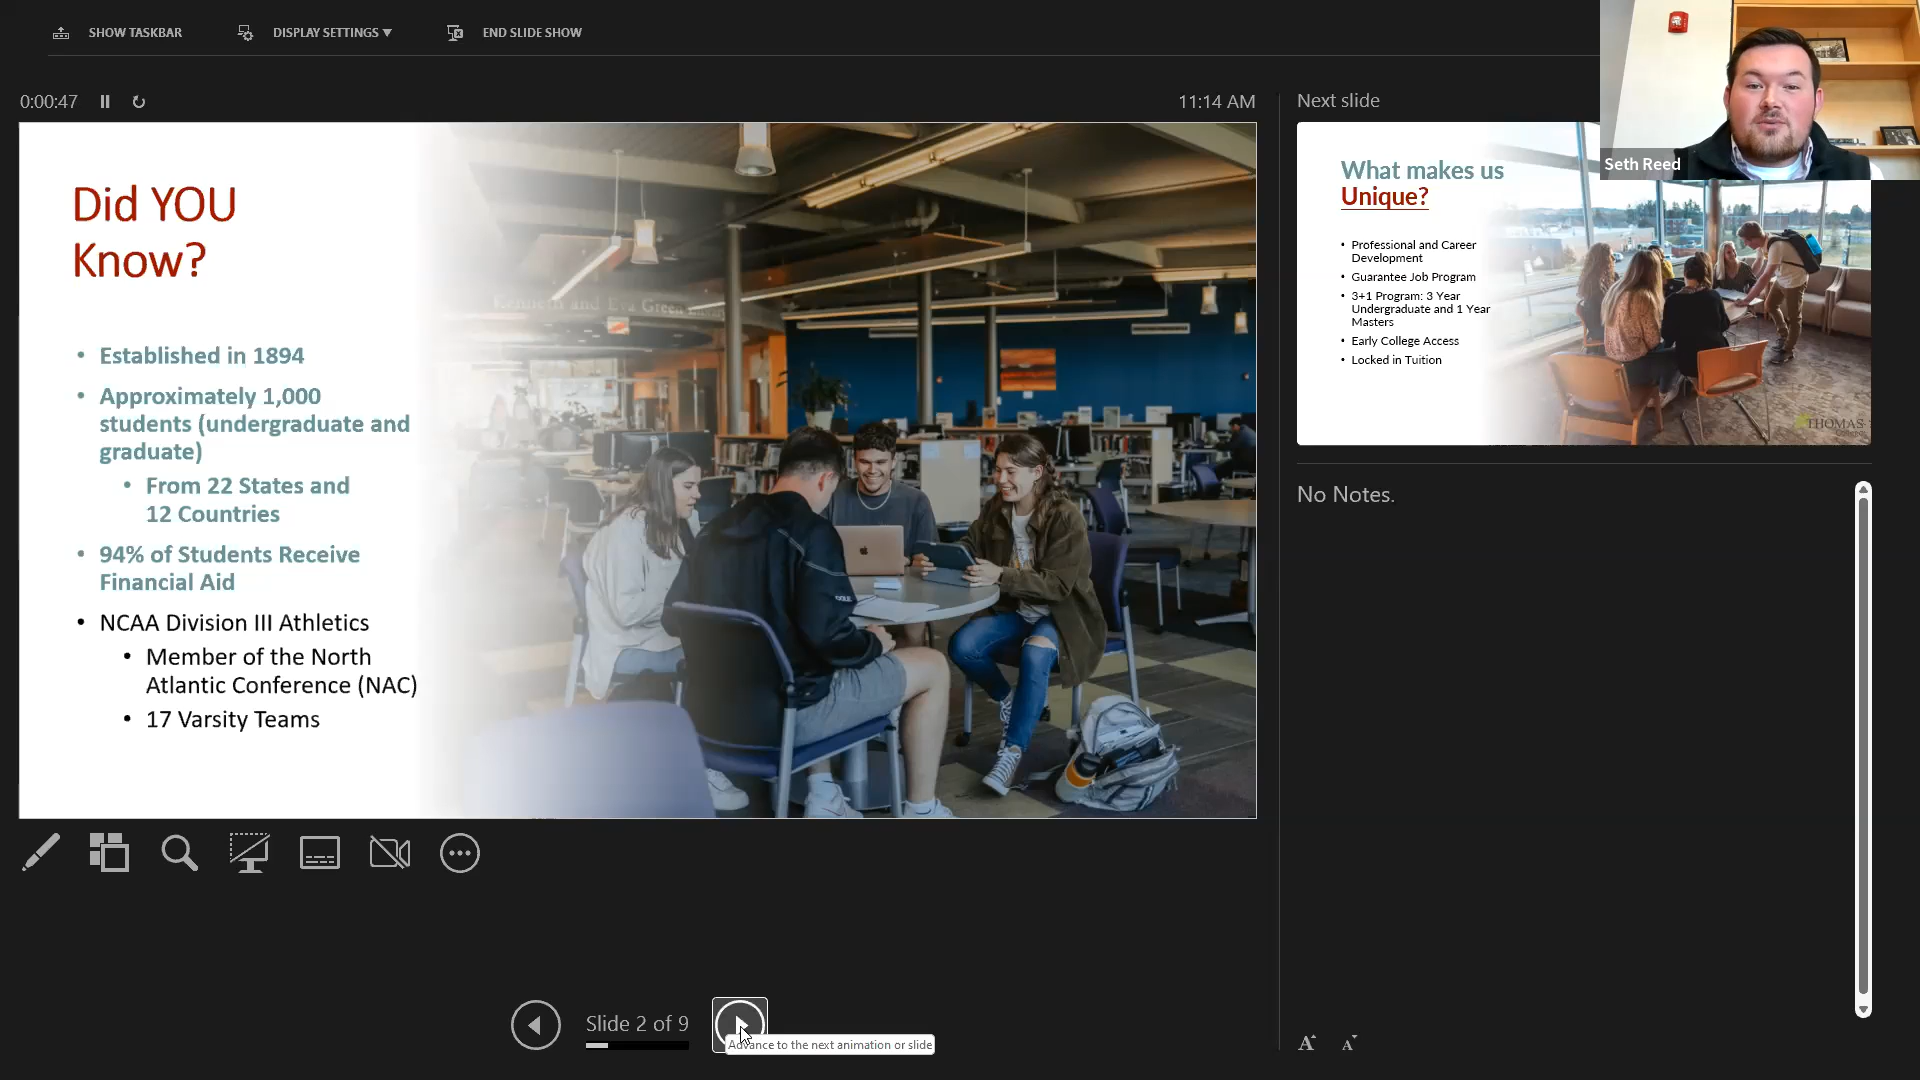 SHOW TASKBAR
DISPLAY SETTINGS ▼
END SLIDE SHOW
0:00:47
11:14 AM
Did YOU
Know?
• Established in 1894
• Approximately 1,000
students (undergraduate and
graduate)
• From 22 States and
12 Countries
• 94% of Students Receive
Financial Aid
• NCAA Division III Athletics
• Member of the North
Atlantic Conference (NAC)
• 17 Varsity Teams
Kenneth and Eva Green
Next slide
What makes us
Unique?
• Professional and Career
Development
• Guarantee Job Program
• 3+1 Program: 3 Year
Undergraduate and 1 Year
Masters
• Early College Access
• Locked in Tuition
THOMAS
Seth Reed
No Notes.
Slide 2 of 9
Advance to the next animation or slide
A
A